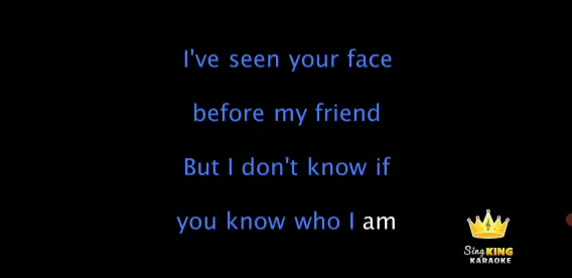 I've seen your face
before my friend
But I don't know if
you know who I am
Sing KING
KARAOKE